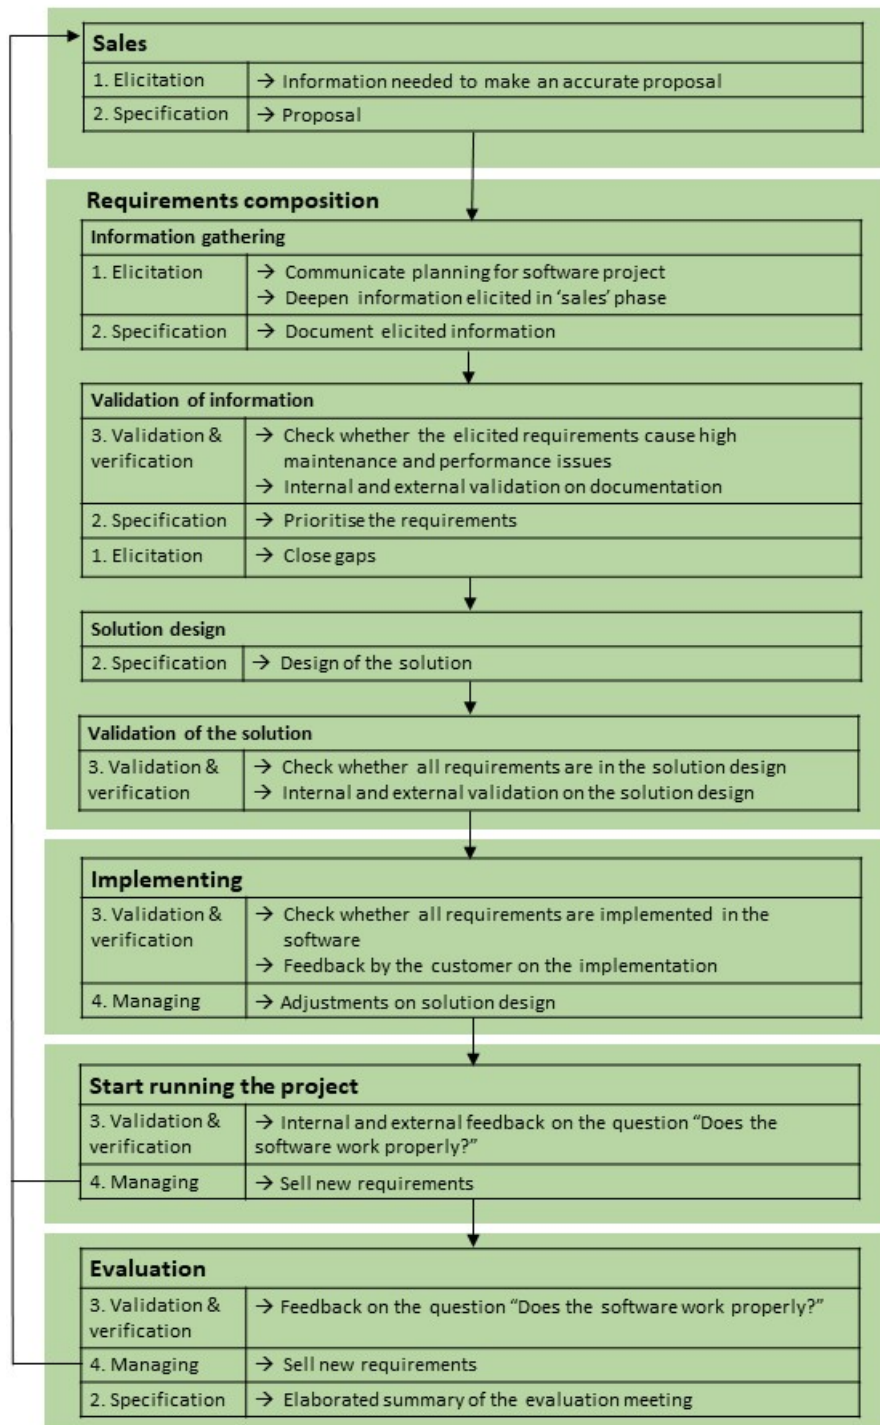 Sales
1. Elicitation → Information needed to make an accurate proposal
2. Specification → Proposal
Requirements composition
Information gathering
1. Elicitation → Communicate planning for software project
→ Deepen information elicited in ‘sales’ phase
2. Specification → Document elicited information
Validation of information
3. Validation & → Check whether the elicited requirements cause high
verification maintenance and performance issues
→ Internal and external validation on documentation
2. Specification → Prioritise the requirements
1. Elicitation → Close gaps
Solution design
2. Specification → Design of the solution
Validation of the solution
3. Validation & → Check whether all requirements are in the solution design
verification → Internal and external validation on the solution design
Implementing
3. Validation & → Check whether all requirements are implemented in the
verification software
→ Feedback by the customer on the implementation
4. Managing → Adjustments on solution design
Start running the project
3. Validation & → Internal and external feedback on the question “Does the
verification software work properly?”
4. Managing → Sell new requirements
Evaluation
3. Validation & → Feedback on the question “Does the software work properly?”
verification
4. Managing → Sell new requirements
2. Specification → Elaborated summary of the evaluation meeting